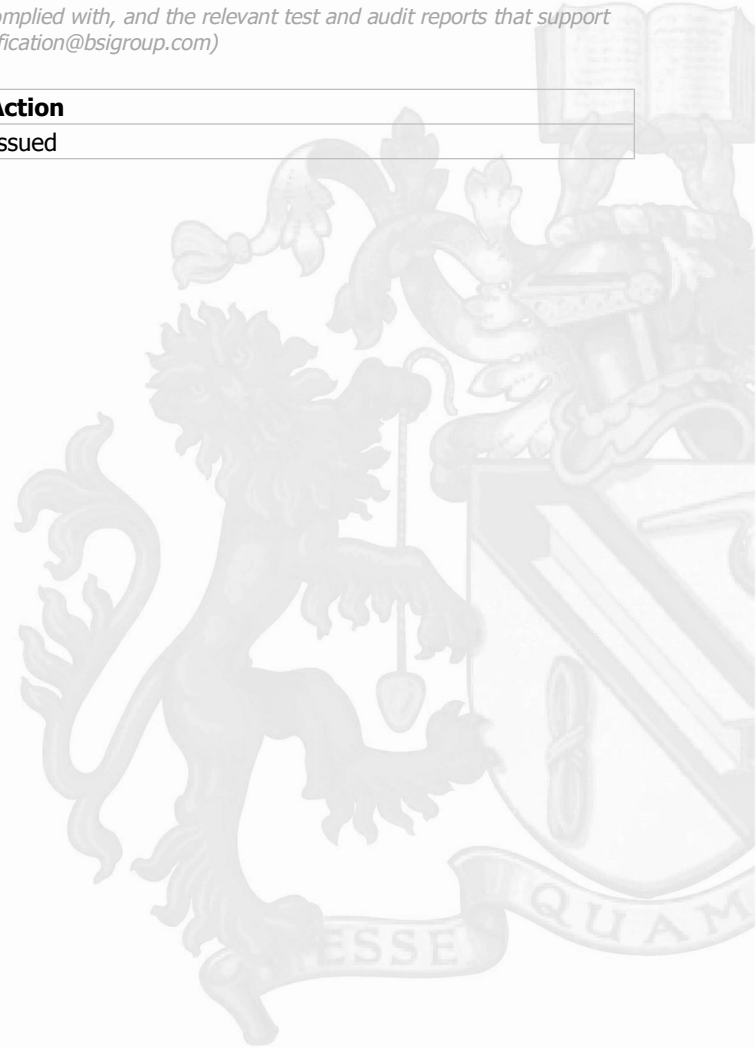 mplied with, and the relevant test and audit reports that support
fication@bsigroup.com)
Action
ssued
ESSE QUAM